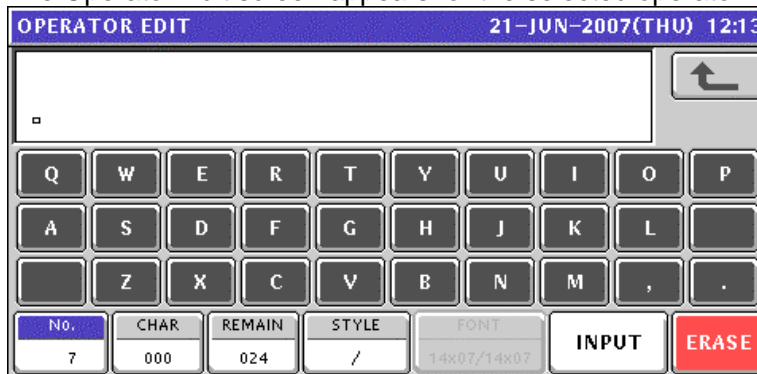 OPERATOR EDIT 21-JUN-2007(THU) 12:13
Q W E R T Y U I O P
A S D F G H J K L
Z X C V B N M , .
No. CHAR REMAIN STYLE FONT INPUT ERASE
7 000 024 / 14x07/14x07